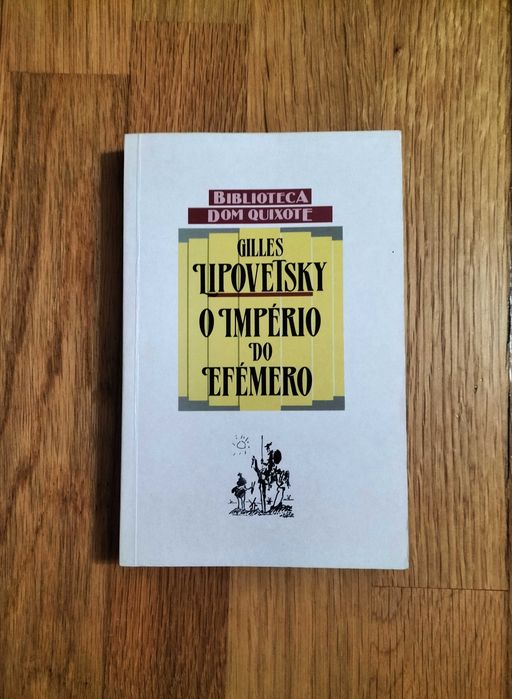 BIBLIOTECA
DOM QUIXOTE
GILLES
LIPOVETSKY
O IMPÉRIO
DO
EFÉMERO